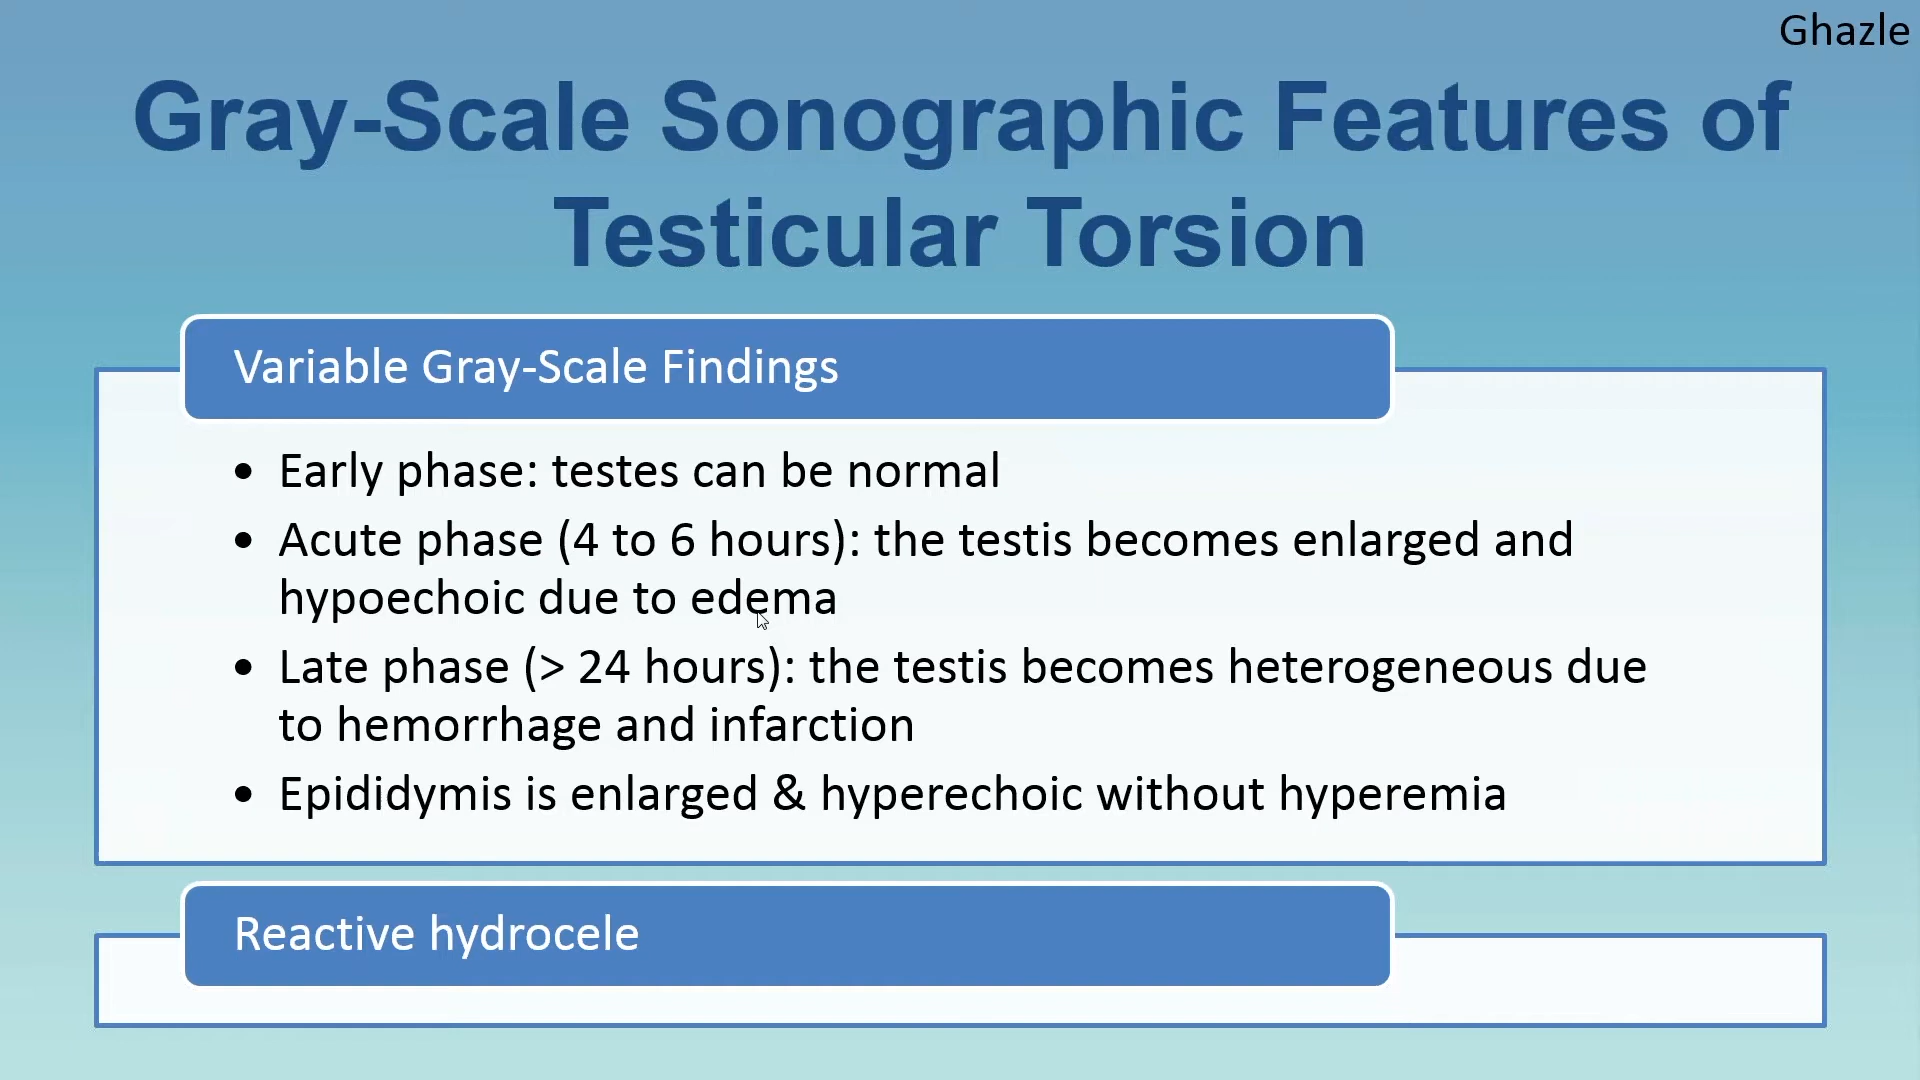 Ghazle
Gray-Scale Sonographic Features of
Testicular Torsion
Variable Gray-Scale Findings
• Early phase: testes can be normal
• Acute phase (4 to 6 hours): the testis becomes enlarged and
hypoechoic due to edema
• Late phase (> 24 hours): the testis becomes heterogeneous due
to hemorrhage and infarction
• Epididymis is enlarged & hyperechoic without hyperemia
Reactive hydrocele